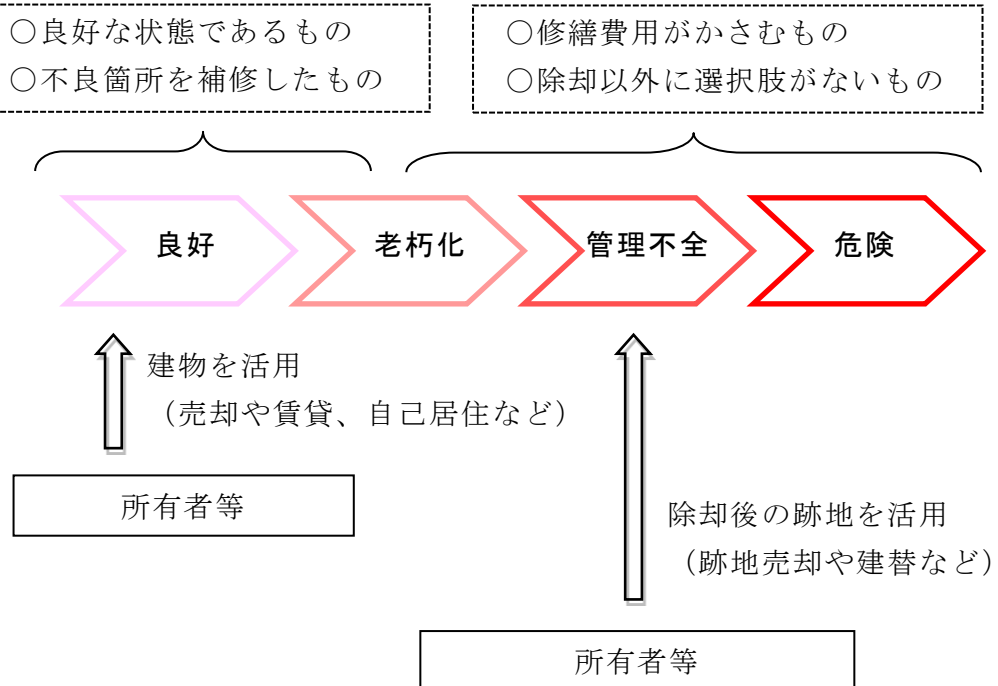 ○良好な状態であるもの
○不良箇所を補修したもの
○修繕費用がかさむもの
○除却以外に選択肢がないもの
良好
老朽化
管理不全
危険
建物を活用
（売却や賃貸、自己居住など）
所有者等
除却後の跡地を活用
（跡地売却や建替など）
所有者等